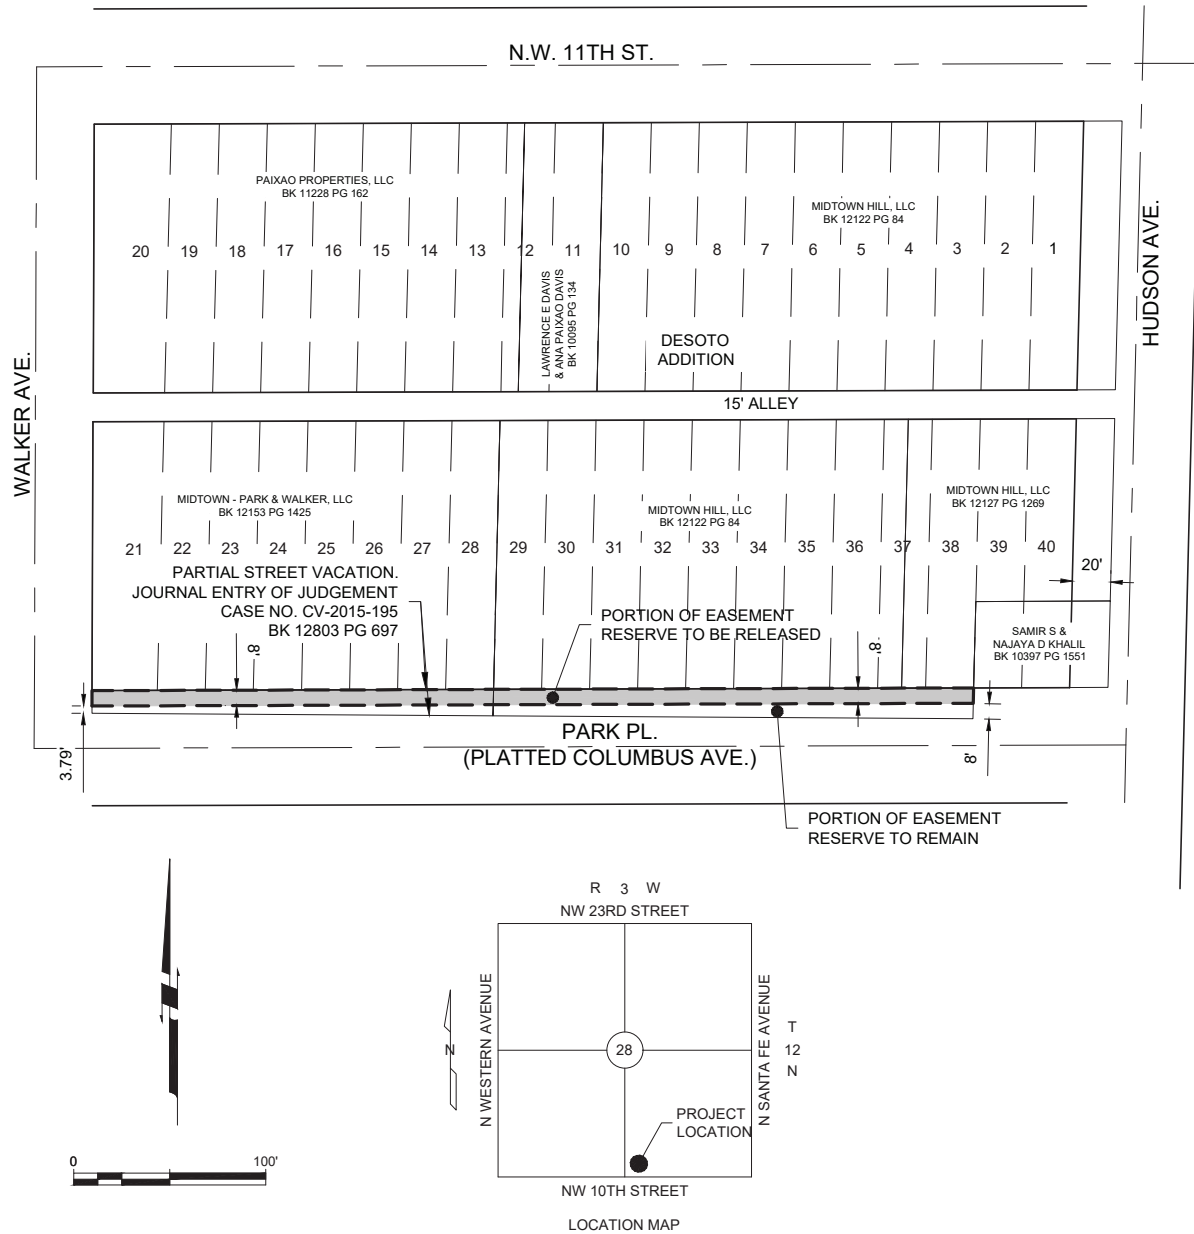 N.W. 11TH ST.
PAIXAO PROPERTIES, LLC
BK 11228 PG 162
MIDTOWN HILL, LLC
BK 12122 PG 84
20 19 18 17 16 15 14 13 12 11 10 9 8 7 6 5 4 3 2 1
LAWRENCE E DAVIS
& ANA PAIXAO DAVIS
BK 10095 PG 134
DESOTO
ADDITION
HUDSON AVE.
WALKER AVE.
15' ALLEY
MIDTOWN - PARK & WALKER, LLC
BK 12153 PG 1425
MIDTOWN HILL, LLC
BK 12122 PG 84
MIDTOWN HILL, LLC
BK 12127 PG 1269
21 22 23 24 25 26 27 28 29 30 31 32 33 34 35 36 37 38 39 40
20'
PARTIAL STREET VACATION.
JOURNAL ENTRY OF JUDGEMENT
CASE NO. CV-2015-195
BK 12803 PG 697
PORTION OF EASEMENT
RESERVE TO BE RELEASED
SAMIR S &
NAJAYA D KHALIL
BK 10397 PG 1551
8'
8'
3.79'
8'
PARK PL.
(PLATTED COLUMBUS AVE.)
PORTION OF EASEMENT
RESERVE TO REMAIN
R 3 W
NW 23RD STREET
N WESTERN AVENUE
N SANTA FE AVENUE
N
28
T
12
N
PROJECT
LOCATION
NW 10TH STREET
LOCATION MAP
0 100'